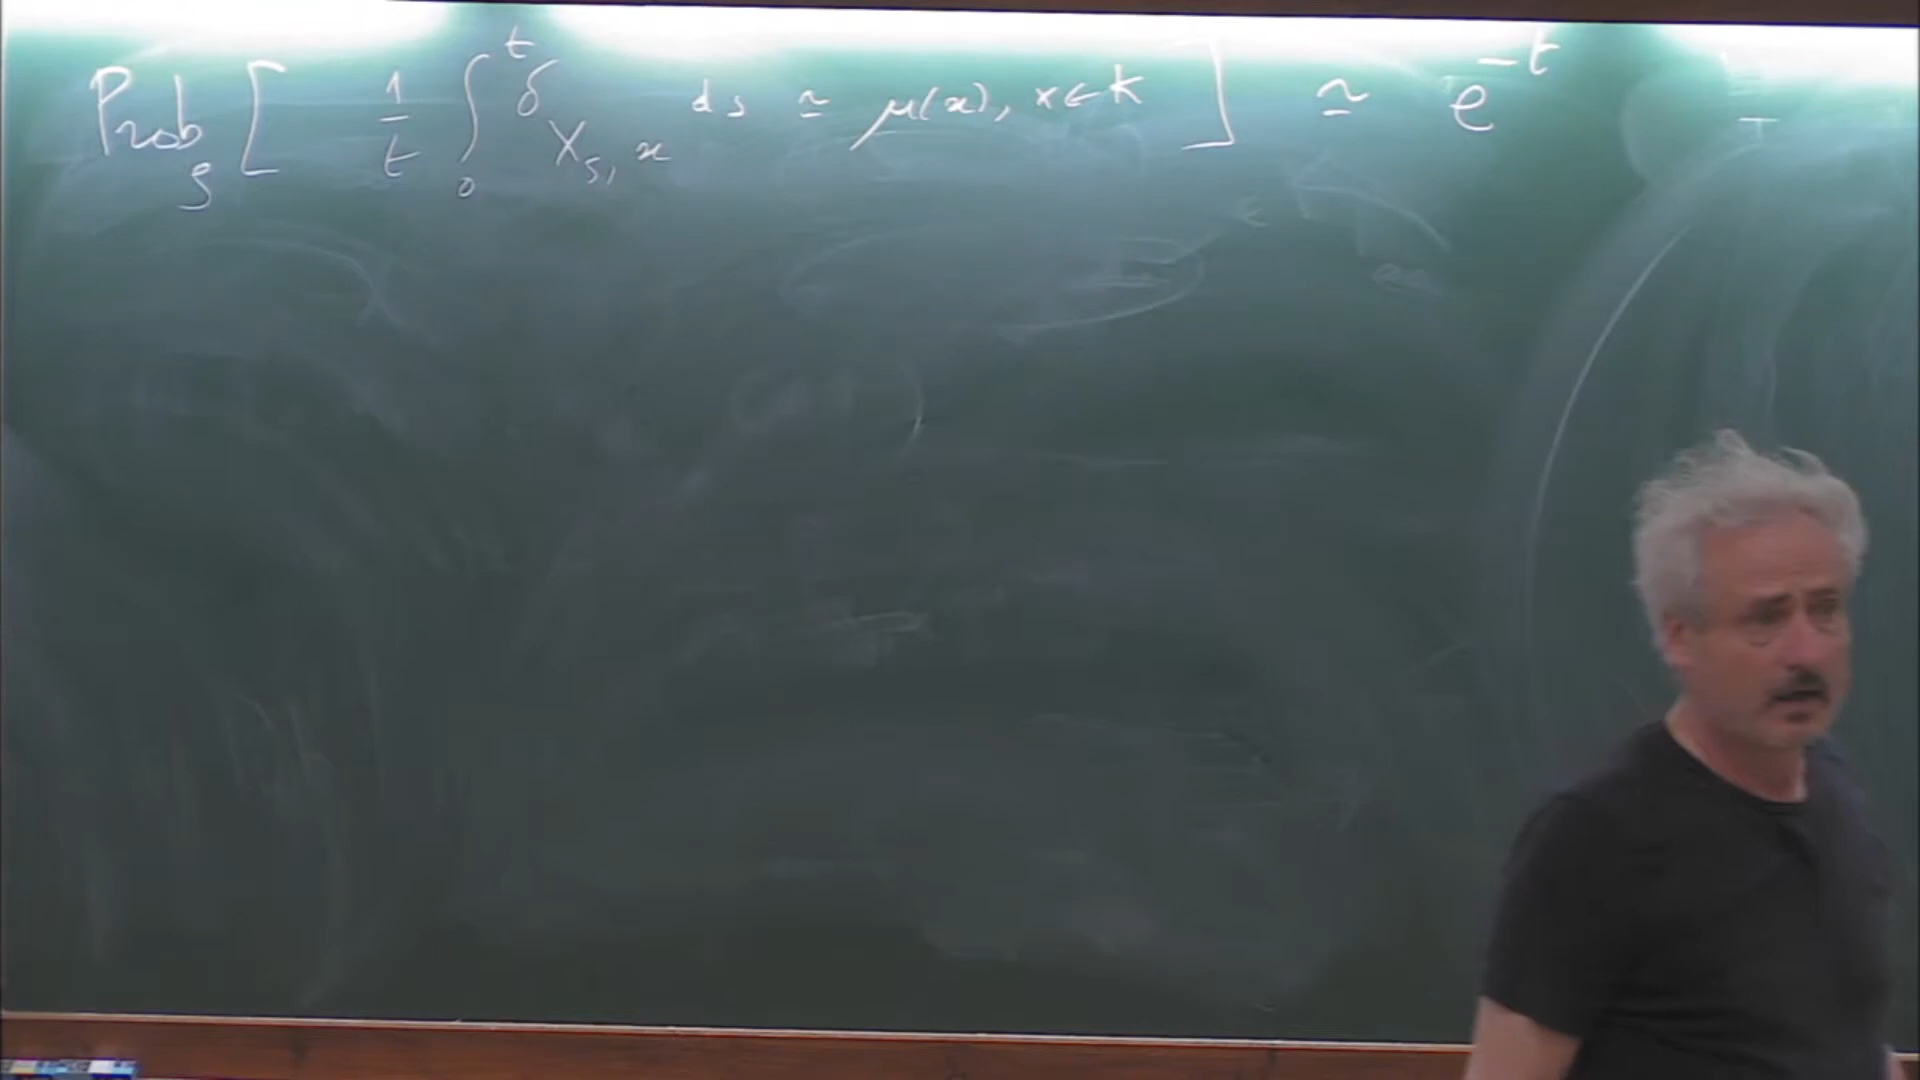 Prob_ρ [ 1/t ∫_0^t δ_{X_s, x} ds ≃ μ(x), x ∈ K ] ≃ e^{-t}